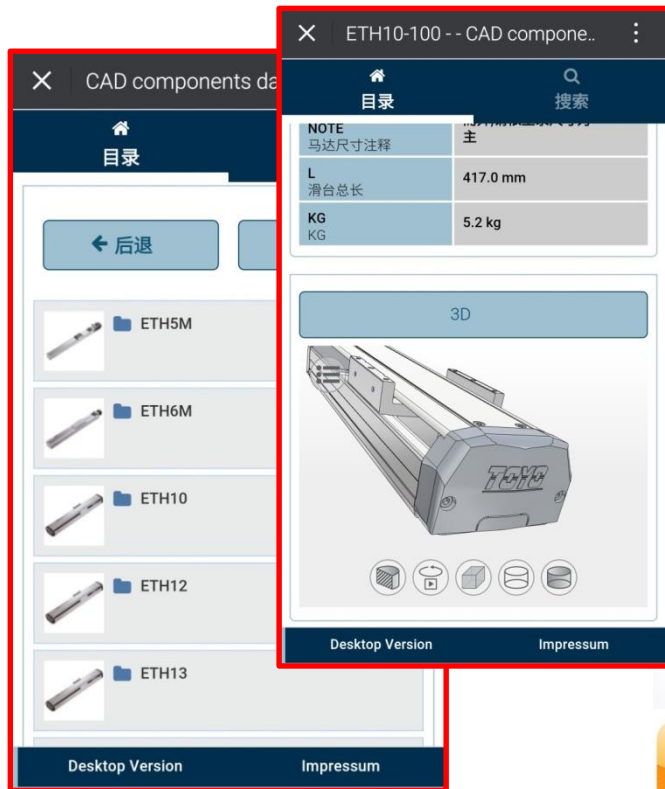 CAD components da
目录
后退
ETH5M
ETH6M
ETH10
ETH12
ETH13
Desktop Version
Impressum
ETH10-100 - - CAD compone..
目录
搜索
NOTE
马达尺寸注释
主
L
滑台总长
417.0 mm
KG
KG
5.2 kg
3D
TOYO
Desktop Version
Impressum